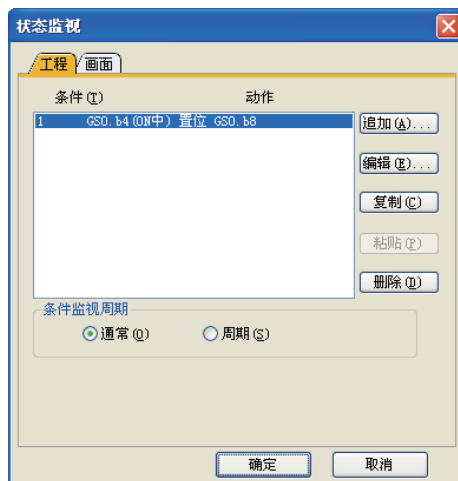 状态监视
工程 画面
条件(T) 动作
1 GS0.b4(ON中) 置位 GS0.b8
追加(A)...
编辑(E)...
复制(C)
粘贴(P)
删除(D)
条件监视周期
通常(O) 周期(S)
确定 取消